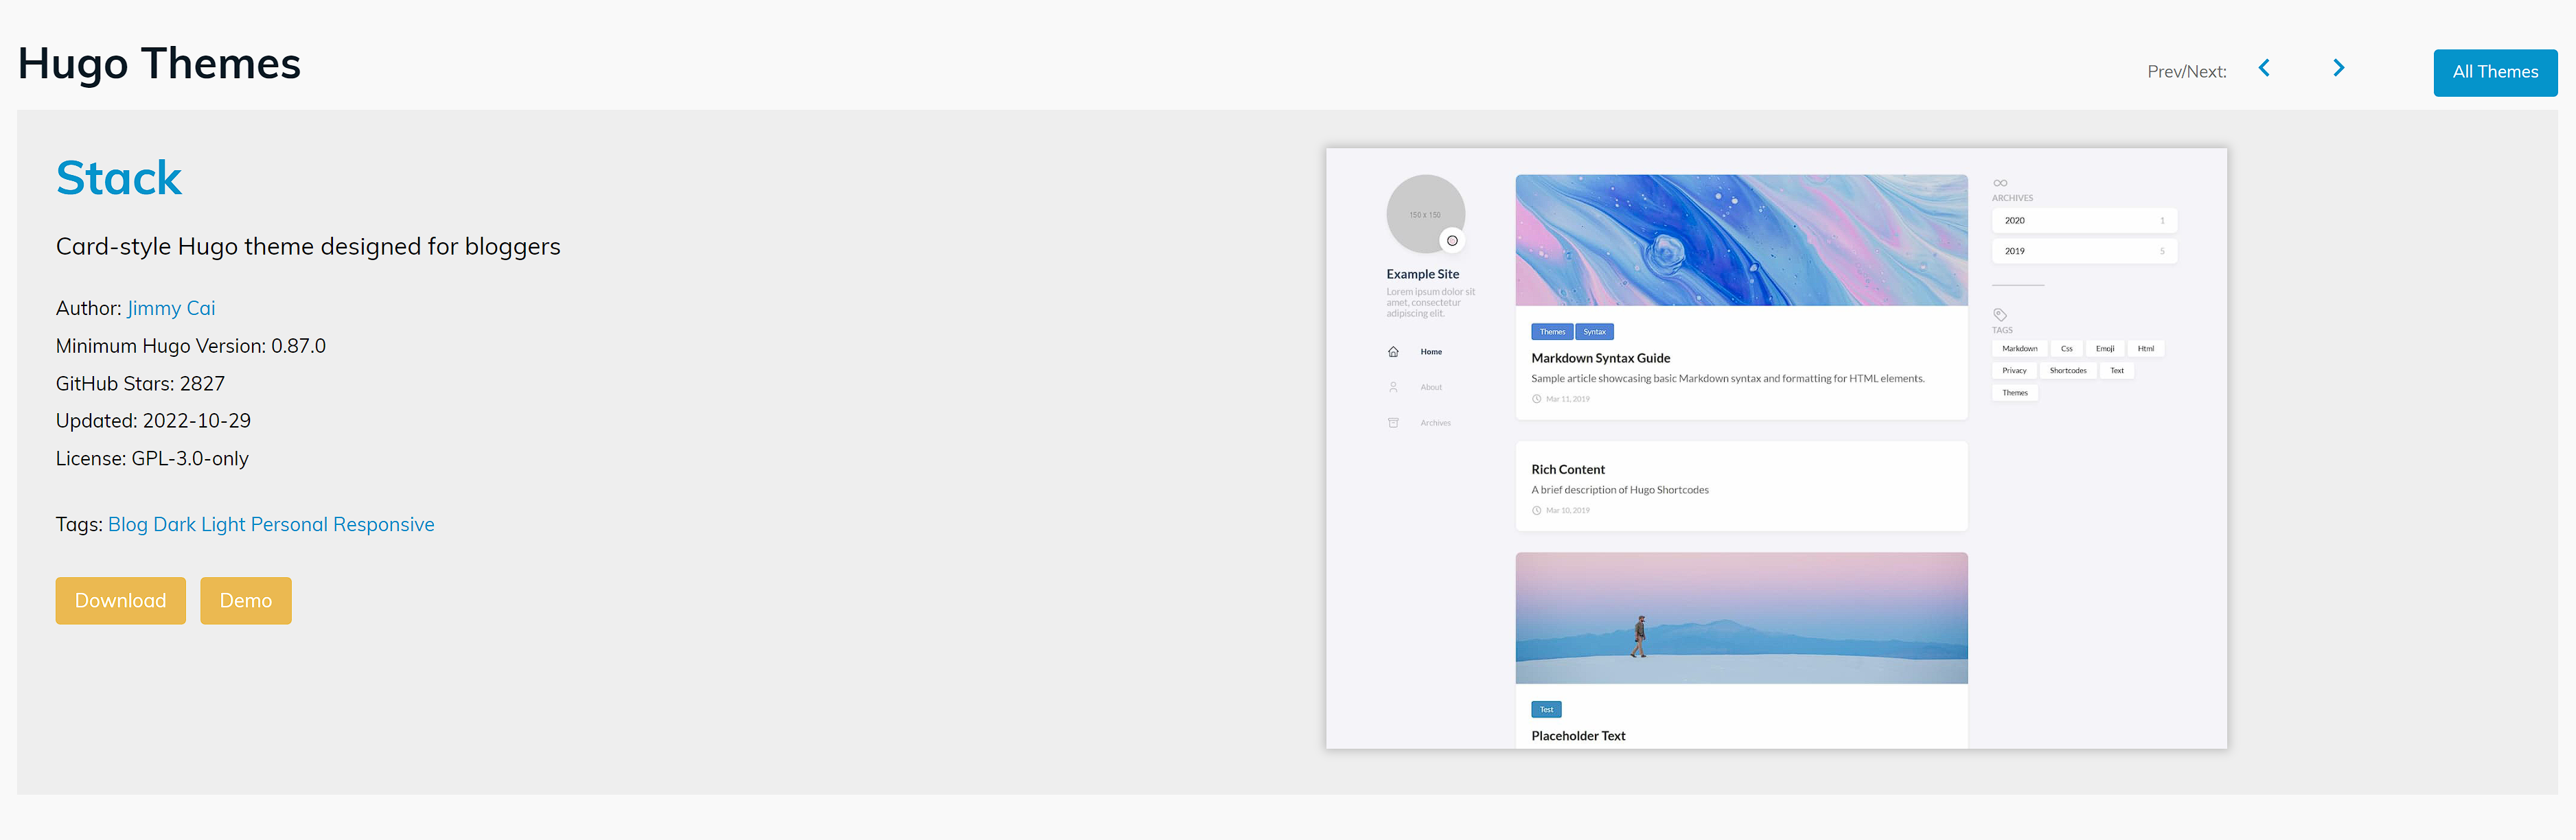 Hugo Themes
Prev/Next:
All Themes
Stack
Card-style Hugo theme designed for bloggers
Author: Jimmy Cai
Minimum Hugo Version: 0.87.0
GitHub Stars: 2827
Updated: 2022-10-29
License: GPL-3.0-only
Tags: Blog Dark Light Personal Responsive
Download Demo
150 x 150
Example Site
Lorem ipsum dolor sit
amet, consectetur
adipiscing elit.
Home
About
Archives
Themes Syntax
Markdown Syntax Guide
Sample article showcasing basic Markdown syntax and formatting for HTML elements.
Mar 11, 2019
Rich Content
A brief description of Hugo Shortcodes
Mar 10, 2019
Test
Placeholder Text
ARCHIVES
2020 1
2019 5
TAGS
Markdown Css Emoji Html
Privacy Shortcodes Text
Themes